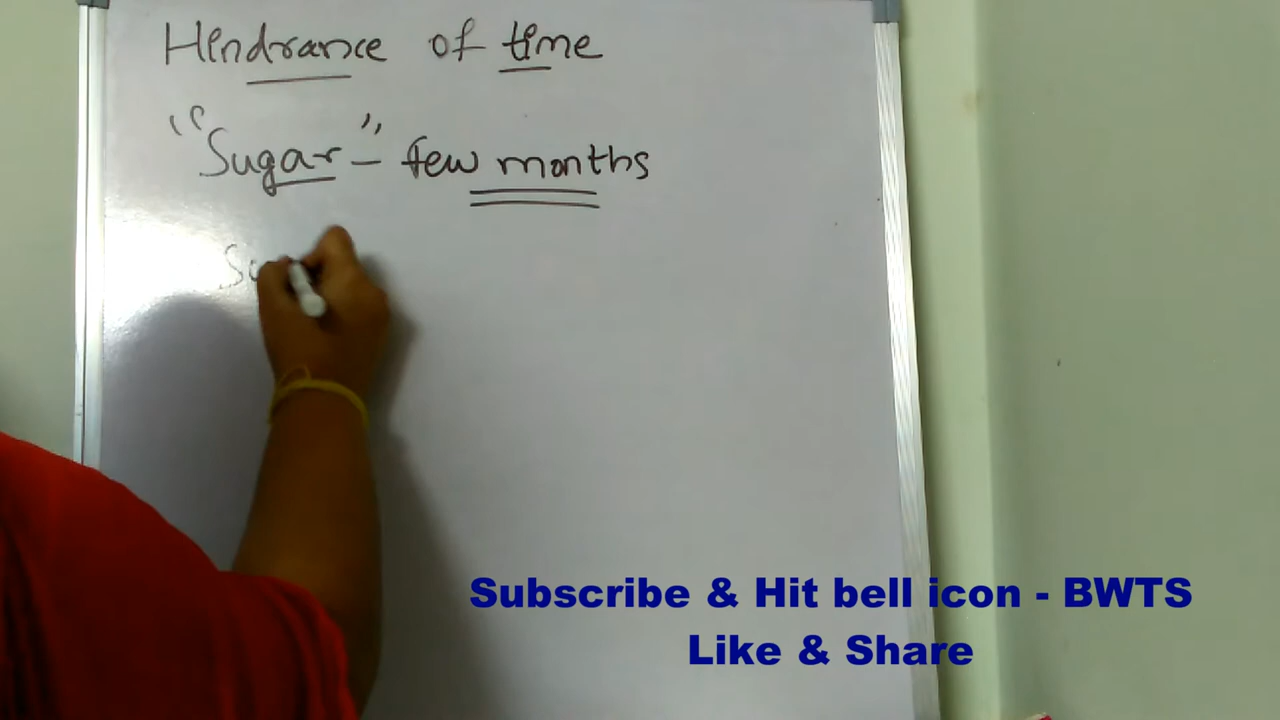 Hindrance of time
"Sugar" - few months
Subscribe & Hit bell icon - BWTS
Like & Share